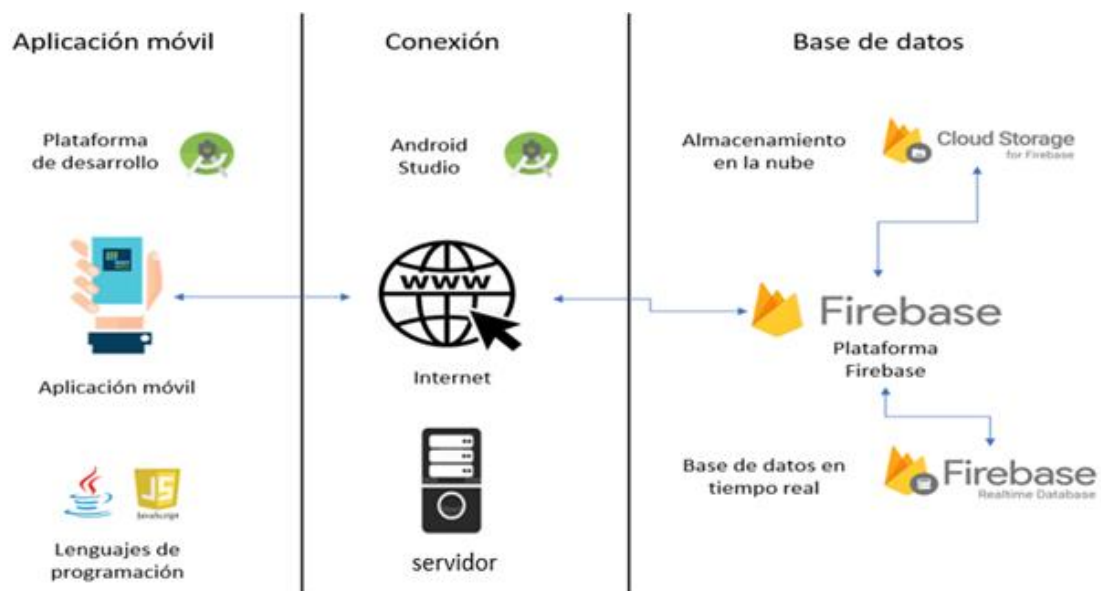 Aplicación móvil
Plataforma
de desarrollo
Aplicación móvil
JS
JavaScript
Lenguajes de
programación
Conexión
Android
Studio
WWW
Internet
servidor
Base de datos
Almacenamiento
en la nube
Cloud Storage
for Firebase
Firebase
Plataforma
Firebase
Base de datos en
tiempo real
Firebase
Realtime Database